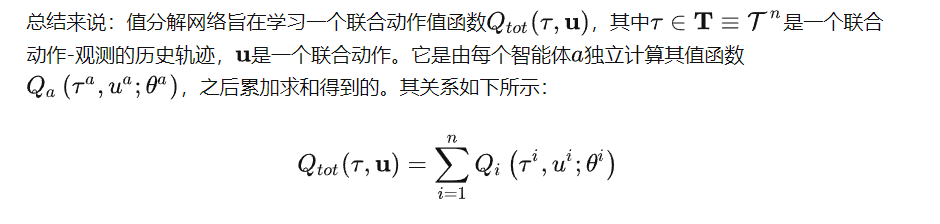 总结来说：值分解网络旨在学习一个联合动作值函数$Q_{tot}(\tau, \mathbf{u})$，其中$\tau \in \mathbf{T} \equiv \mathcal{T}^n$是一个联合
动作-观测的历史轨迹，$\mathbf{u}$是一个联合动作。它是由每个智能体$a$独立计算其值函数
$Q_a\left(\tau^a, u^a; \theta^a\right)$，之后累加求和得到的。其关系如下所示：
$Q_{tot}(\tau, \mathbf{u}) = \sum_{i=1}^{n} Q_i\left(\tau^i, u^i; \theta^i\right)$